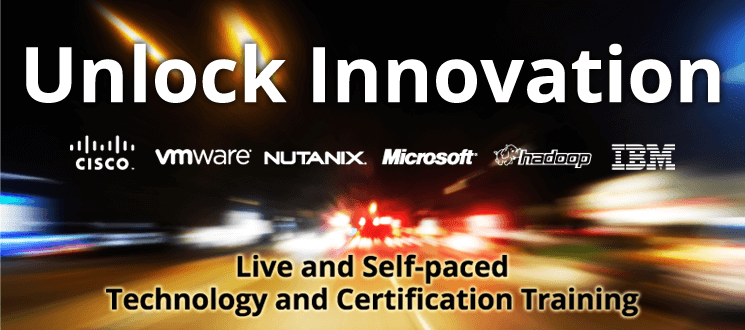 Unlock Innovation
CISCO. vmware® NUTANIX. Microsoft® hadoop IBM
Live and Self-paced
Technology and Certification Training